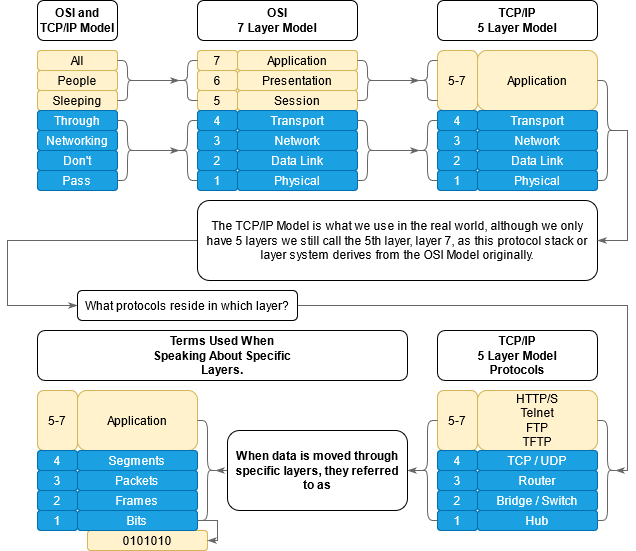 OSI and
TCP/IP Model
OSI
7 Layer Model
TCP/IP
5 Layer Model
All
People
Sleeping
Through
Networking
Don't
Pass
7 Application
6 Presentation
5 Session
4 Transport
3 Network
2 Data Link
1 Physical
5-7 Application
4 Transport
3 Network
2 Data Link
1 Physical
The TCP/IP Model is what we use in the real world, although we only
have 5 layers we still call the 5th layer, layer 7, as this protocol stack or
layer system derives from the OSI Model originally.
What protocols reside in which layer?
Terms Used When
Speaking About Specific
Layers.
TCP/IP
5 Layer Model
Protocols
5-7 Application
4 Segments
3 Packets
2 Frames
1 Bits
0101010
When data is moved through
specific layers, they referred
to as
5-7
HTTP/S
Telnet
FTP
TFTP
4 TCP / UDP
3 Router
2 Bridge / Switch
1 Hub